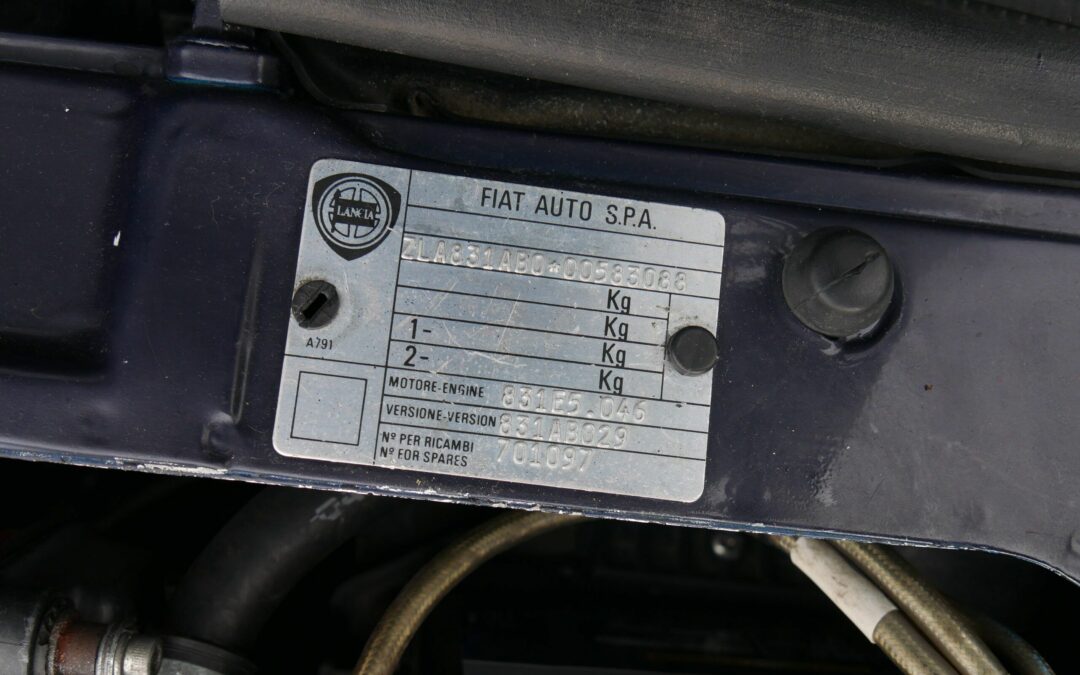 LANCIA
FIAT AUTO S.P.A.
ZLA831AB0*00583088
Kg
1- Kg
2- Kg
Kg
A791
MOTORE-ENGINE 831E5.046
VERSIONE-VERSION 831AB029
Nº PER RICAMBI
Nº FOR SPARES 701097